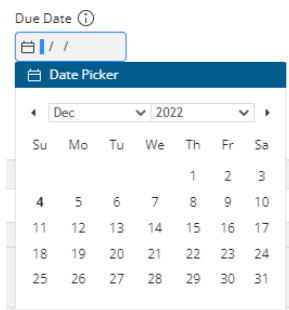 Due Date ⓘ
/ /
Date Picker
Dec 2022
Su Mo Tu We Th Fr Sa
1 2 3
4 5 6 7 8 9 10
11 12 13 14 15 16 17
18 19 20 21 22 23 24
25 26 27 28 29 30 31